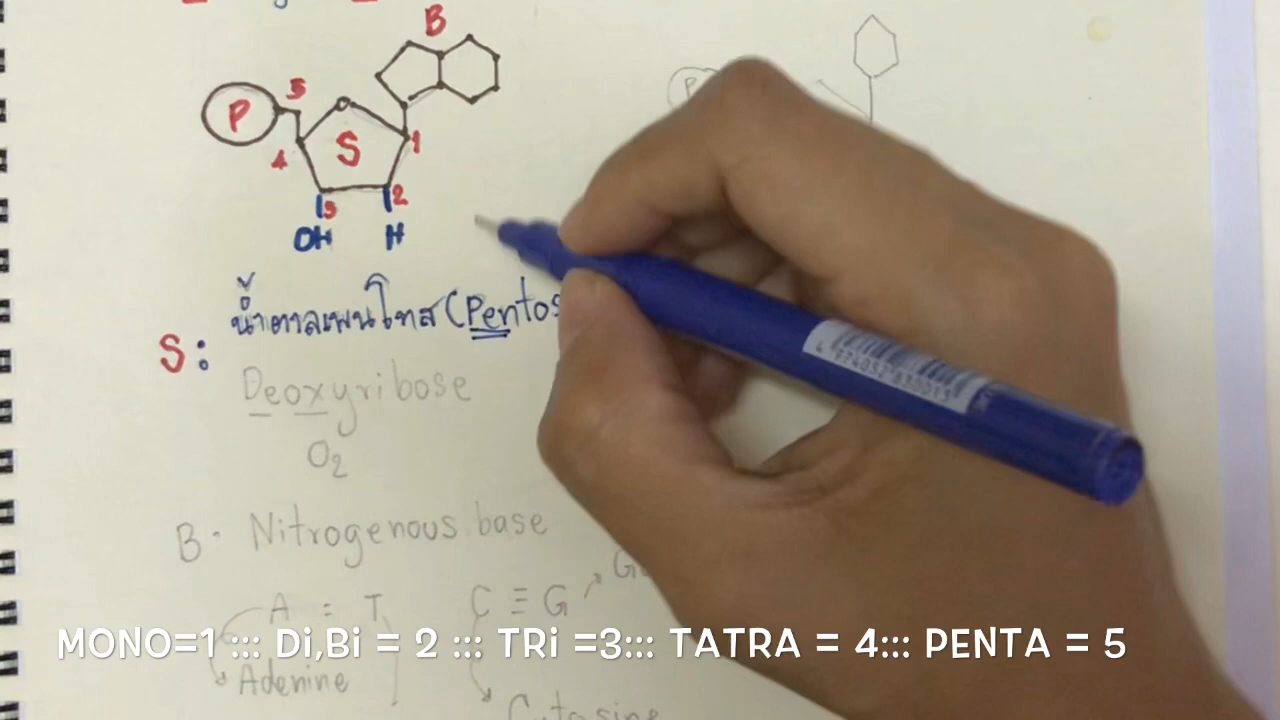 B
P
5
S
1
4
3
2
OH
H
น้ำตาลเพนโทส (Pentos
S:
Deoxyribose
O2
B. Nitrogenous base
A = T
C ≡ G
Adenine
Cytosine
MONO=1 ::: Di,Bi = 2 ::: TRi =3::: TATRA = 4::: PENTA = 5